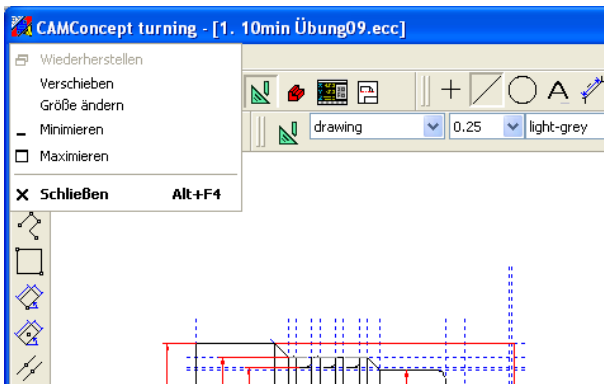 CAMConcept turning - [1. 10min Übung09.ecc]
Wiederherstellen
Verschieben
Größe ändern
Minimieren
Maximieren
Schließen Alt+F4
A
drawing 0.25 light-grey